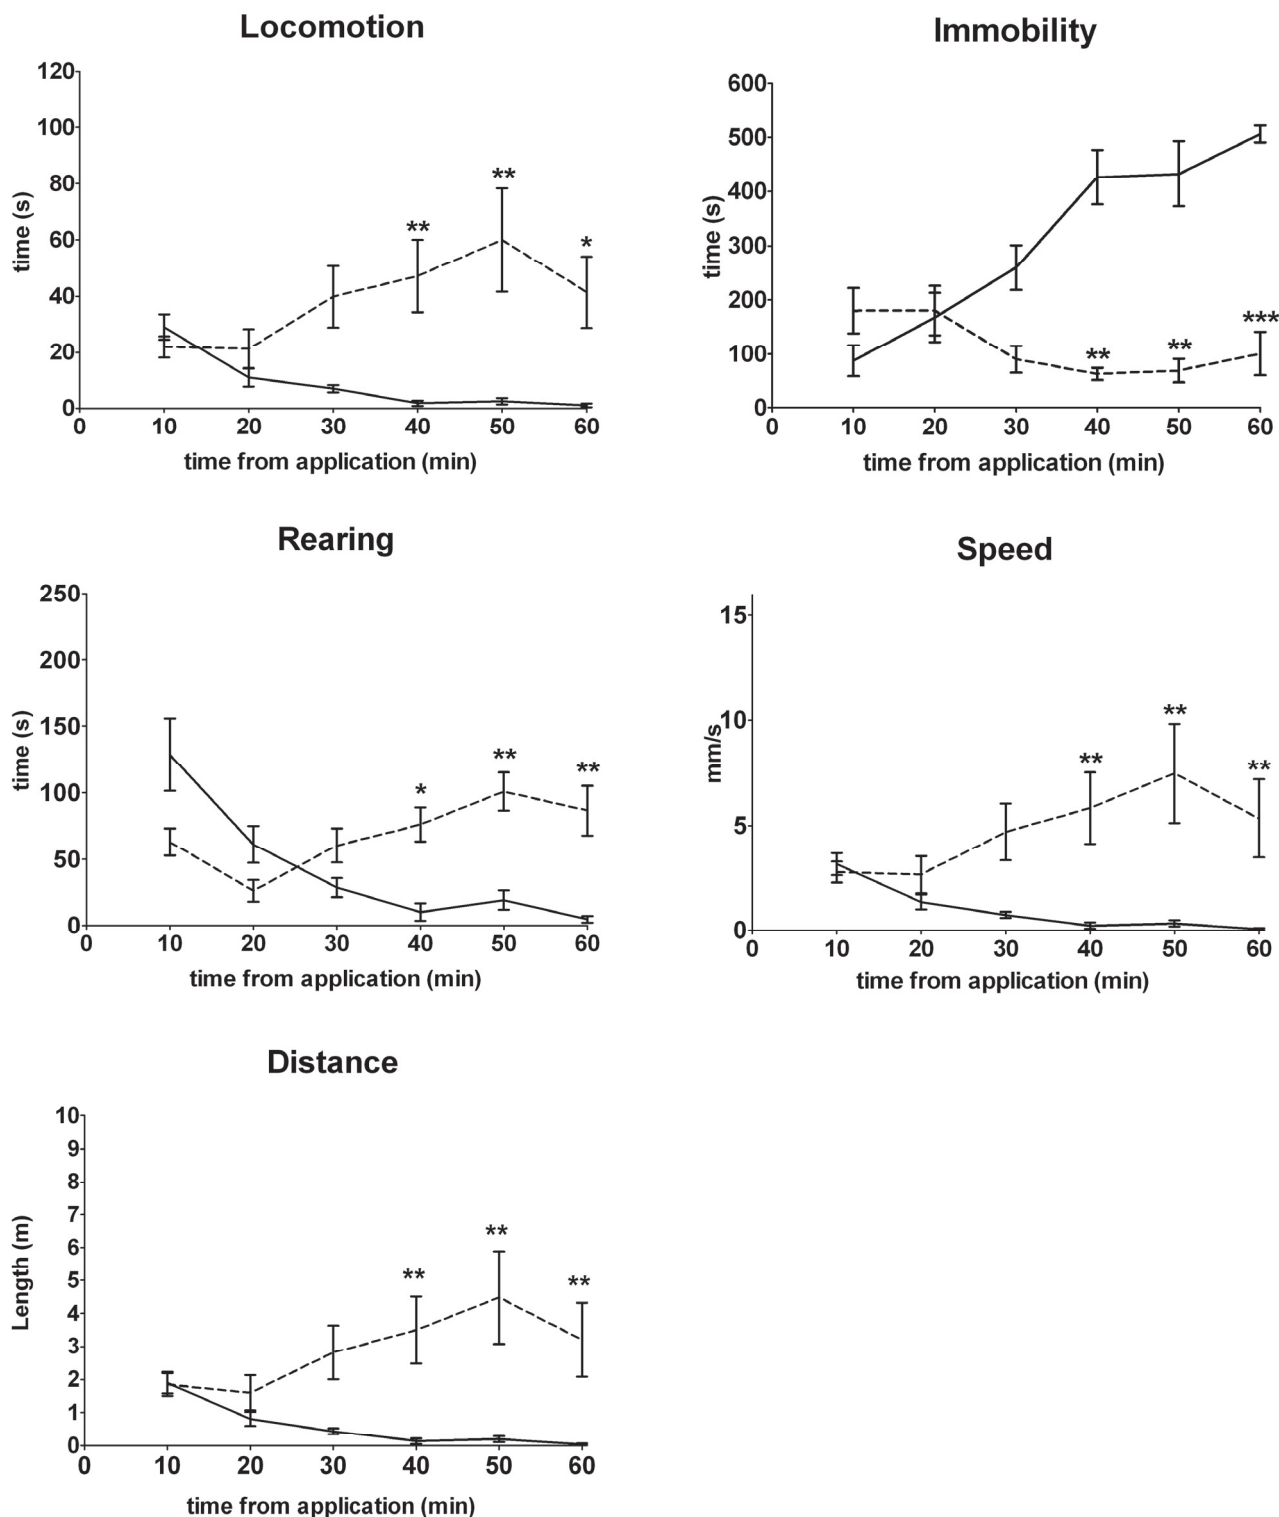 Locomotion
120
100
80
60
40
20
0
time (s)
**
**
*
0 10 20 30 40 50 60
time from application (min)
Immobility
600
500
400
300
200
100
0
time (s)
**
**
***
0 10 20 30 40 50 60
time from application (min)
Rearing
250
200
150
100
50
0
time (s)
*
**
**
0 10 20 30 40 50 60
time from application (min)
Speed
15
10
5
0
mm/s
**
**
**
0 10 20 30 40 50 60
time from application (min)
Distance
10
9
8
7
6
5
4
3
2
1
0
Length (m)
**
**
**
0 10 20 30 40 50 60
time from application (min)